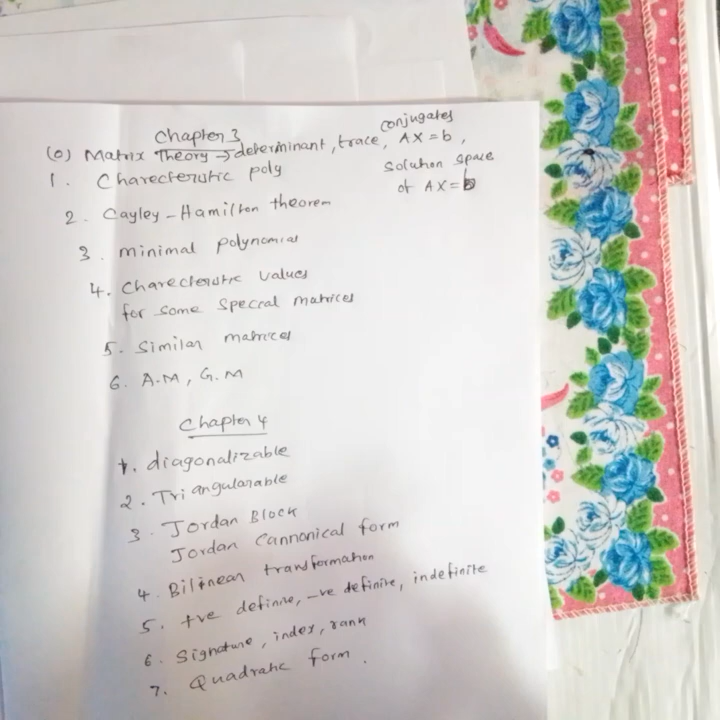 Chapter 3
(0) Matrix Theory → determinant, trace, conjugates AX = b,
solution space
of AX = b
1. Charecteristic poly
2. Cayley-Hamilton theorem
3. minimal polynomial
4. Charecteristic values
for some special matrices
5. Similar matrices
6. A.M, G.M
Chapter 4
1. diagonalizable
2. Triangularable
3. Jordan Block
Jordan Cannonical form
4. Bilinear transformation
5. +ve definite, -ve definite, indefinite
6. Signature, index, rank
7. Quadratic form.